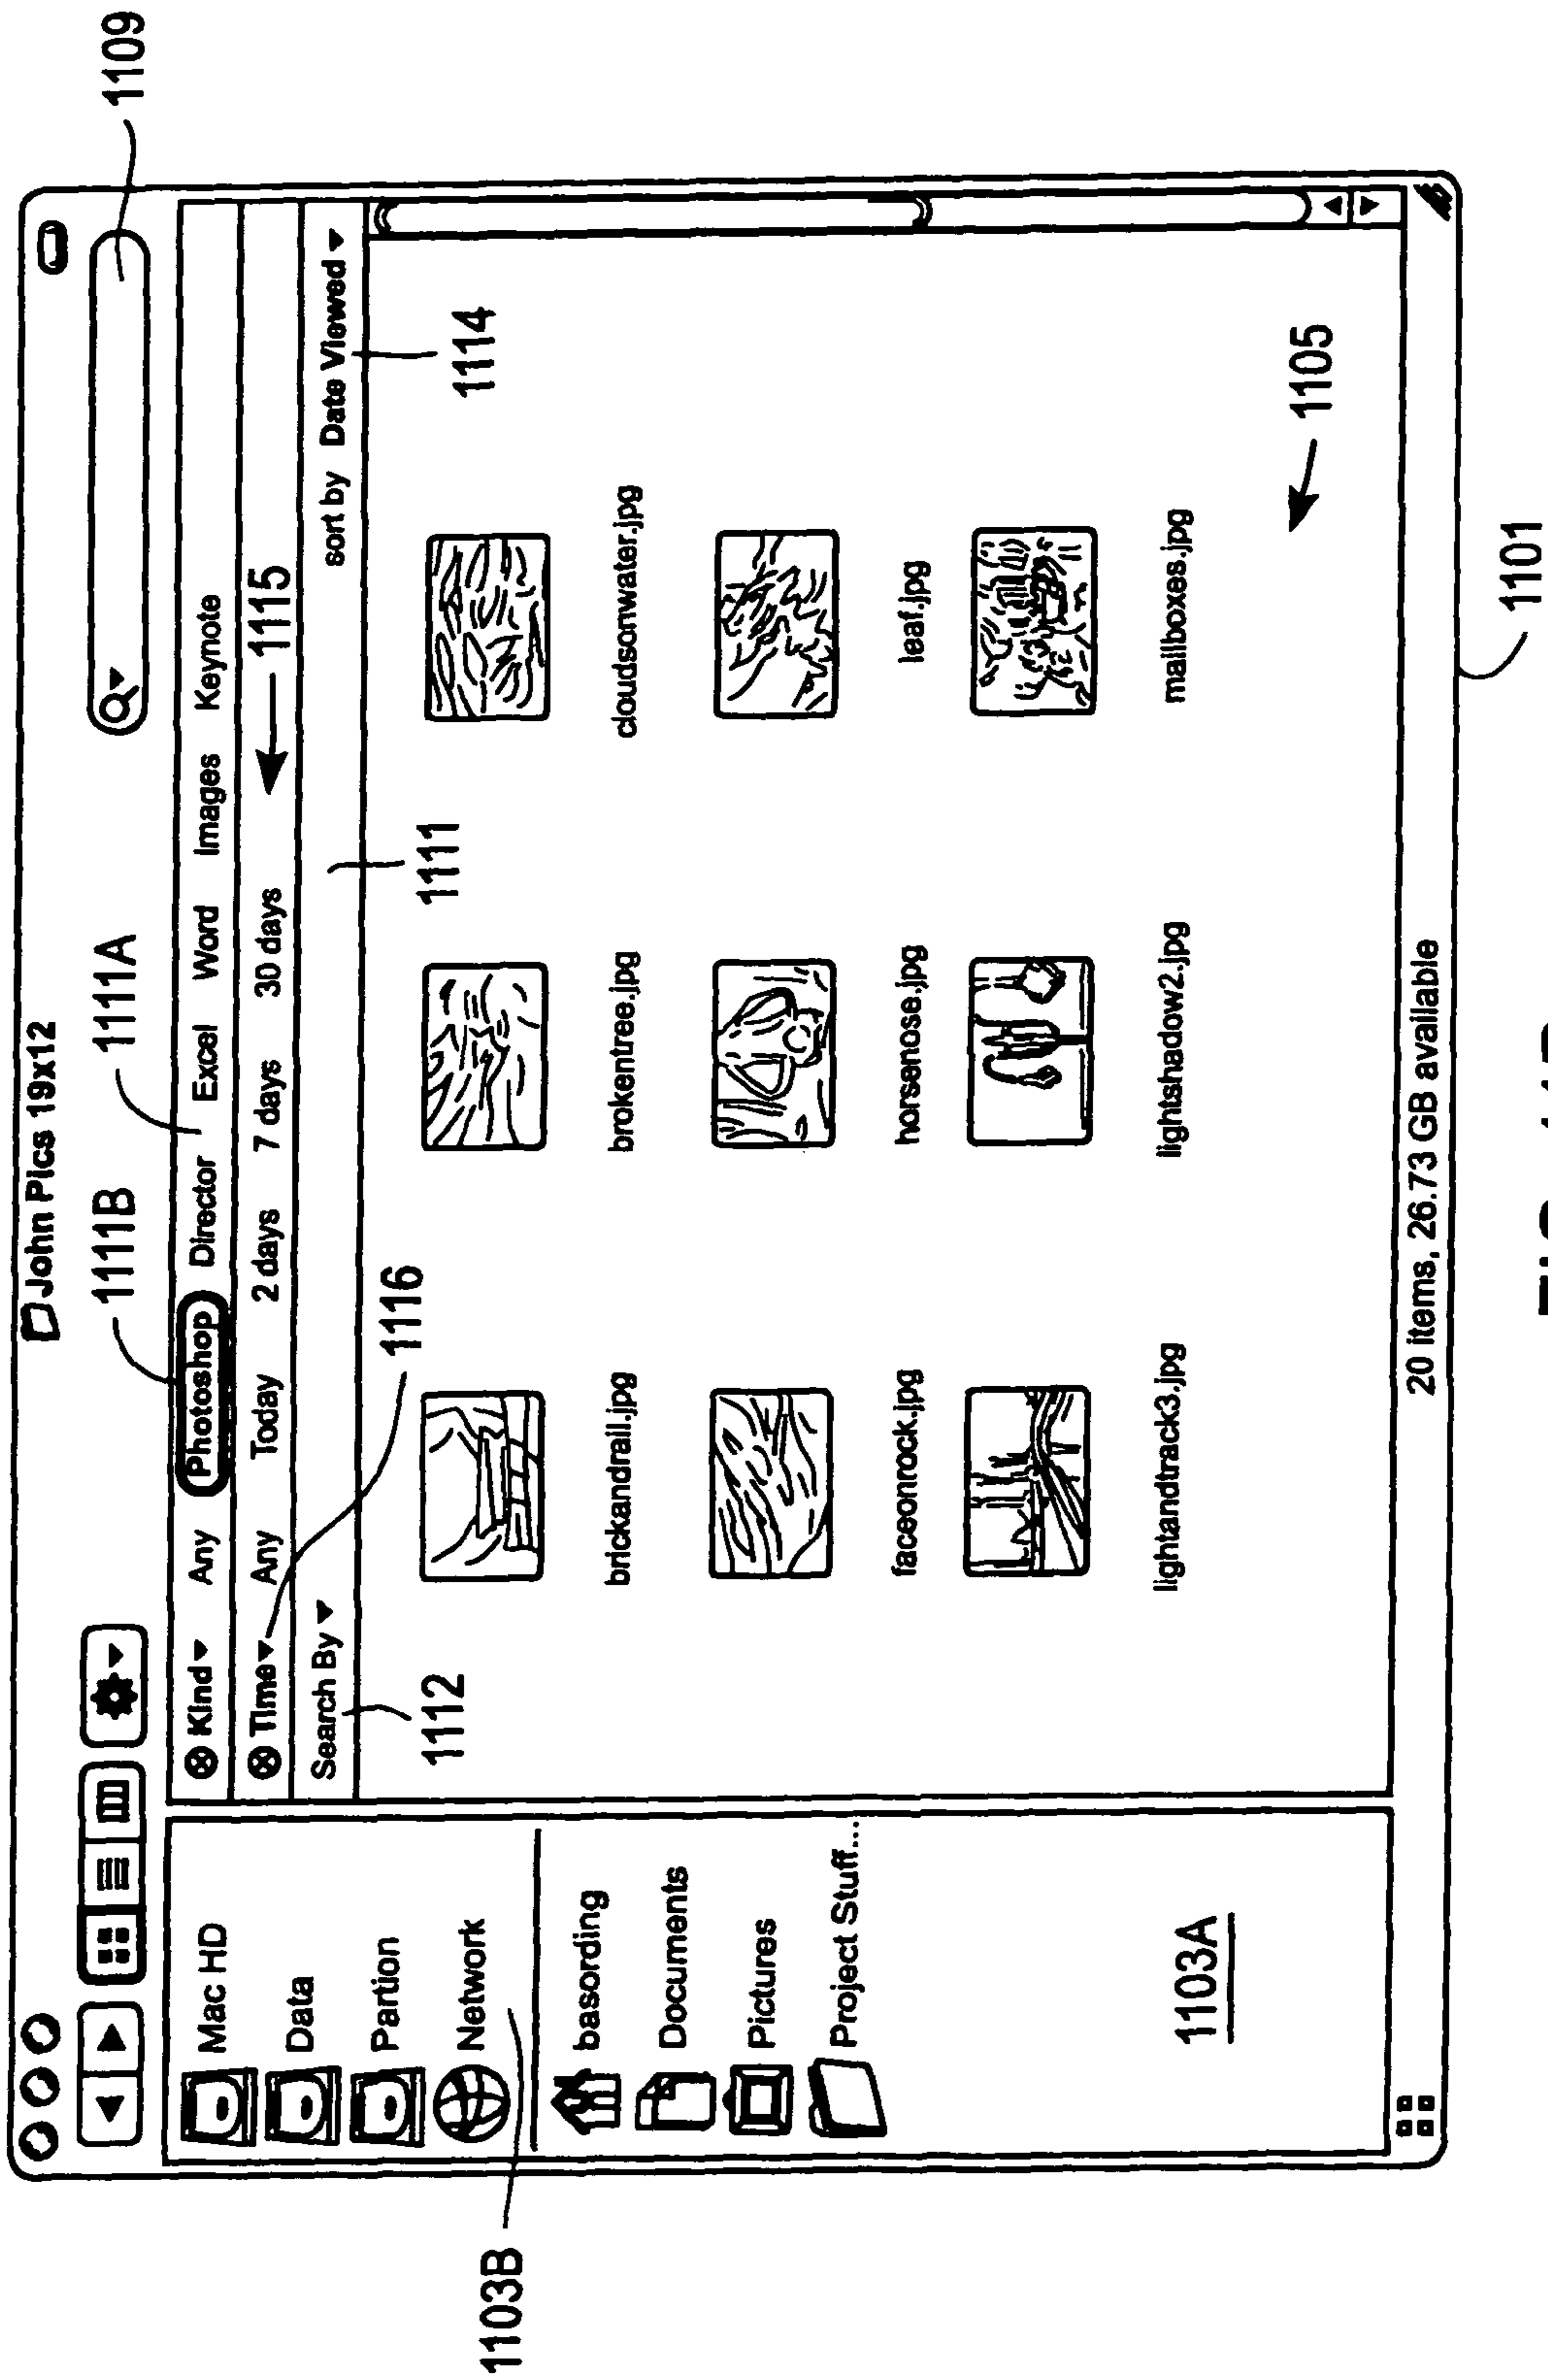 John Pics 19x12
1109
1111B
1111A
Kind Any Photoshop Director Excel Word Images Keynote
Time Any Today 2 days 7 days 30 days
1115
Search By
sort by Date Viewed
1116
1112
1111
1114
Mac HD
Data
Partion
Network
1103B
basording
Documents
Pictures
Project Stuff...
1103A
brickandrail.jpg
brokentree.jpg
cloudsonwater.jpg
faceonrock.jpg
horsenose.jpg
leaf.jpg
lightandtrack3.jpg
lightshadow2.jpg
mailboxes.jpg
1105
20 items, 26.73 GB available
1101